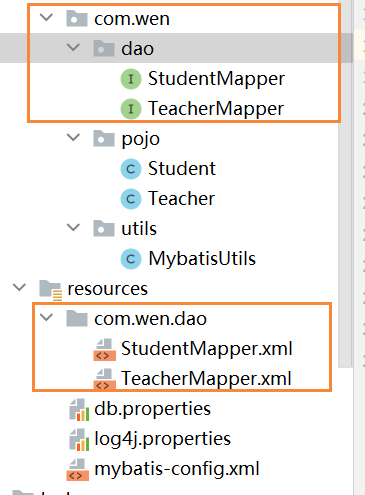 com.wen
dao
StudentMapper
TeacherMapper
pojo
Student
Teacher
utils
MybatisUtils
resources
com.wen.dao
StudentMapper.xml
TeacherMapper.xml
db.properties
log4j.properties
mybatis-config.xml